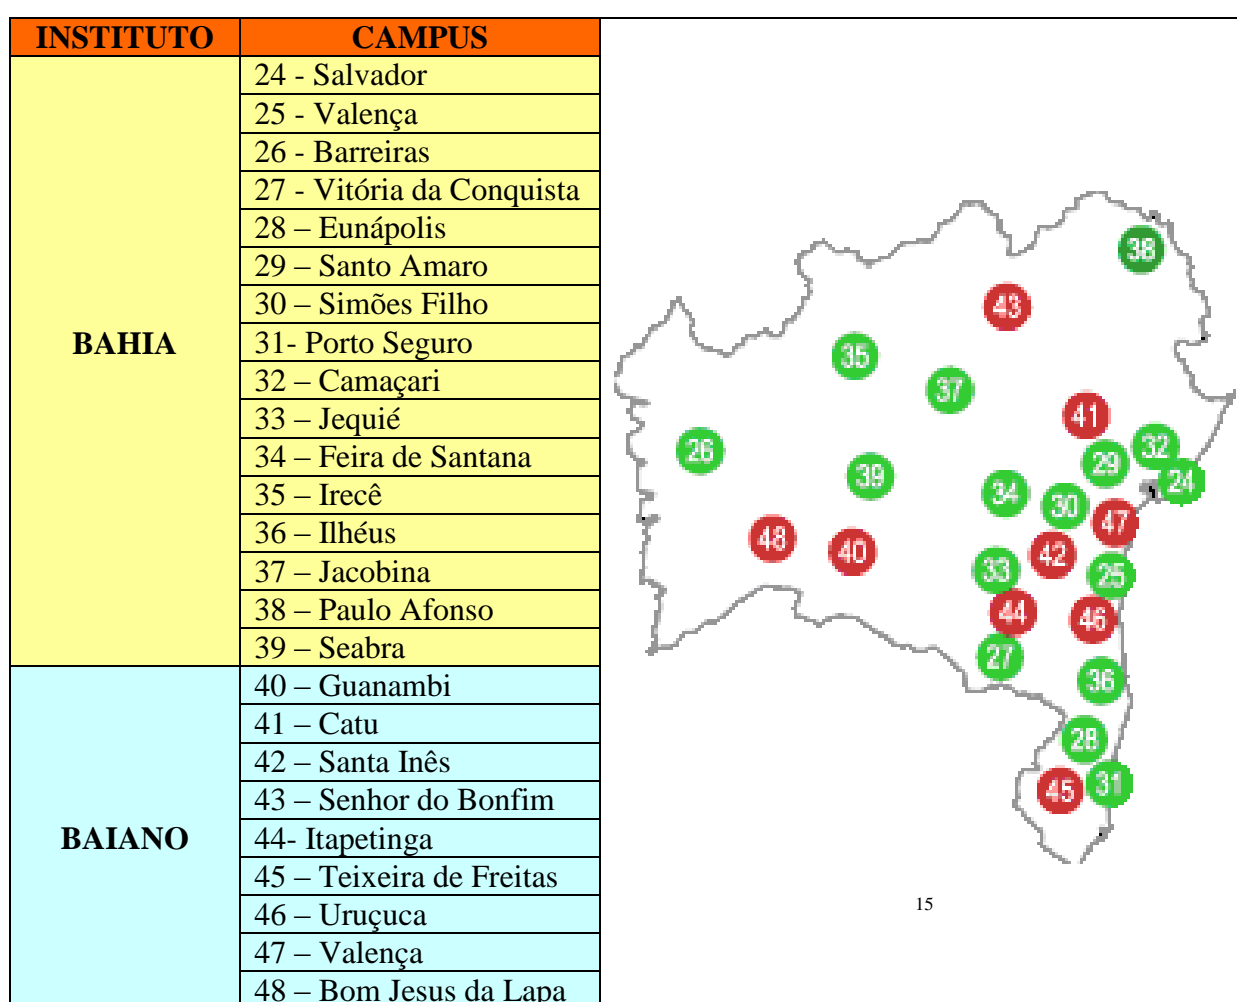 INSTITUTO CAMPUS
BAHIA
24 - Salvador
25 - Valença
26 - Barreiras
27 - Vitória da Conquista
28 – Eunápolis
29 – Santo Amaro
30 – Simões Filho
31- Porto Seguro
32 – Camaçari
33 – Jequié
34 – Feira de Santana
35 – Irecê
36 – Ilhéus
37 – Jacobina
38 – Paulo Afonso
39 – Seabra
BAIANO
40 – Guanambi
41 – Catu
42 – Santa Inês
43 – Senhor do Bonfim
44- Itapetinga
45 – Teixeira de Freitas
46 – Uruçuca
47 – Valença
48 – Bom Jesus da Lapa
38
43
35
37
41
26
32
29
39
24
34
30
47
48
40
42
33
25
44
46
27
36
28
45
31
15